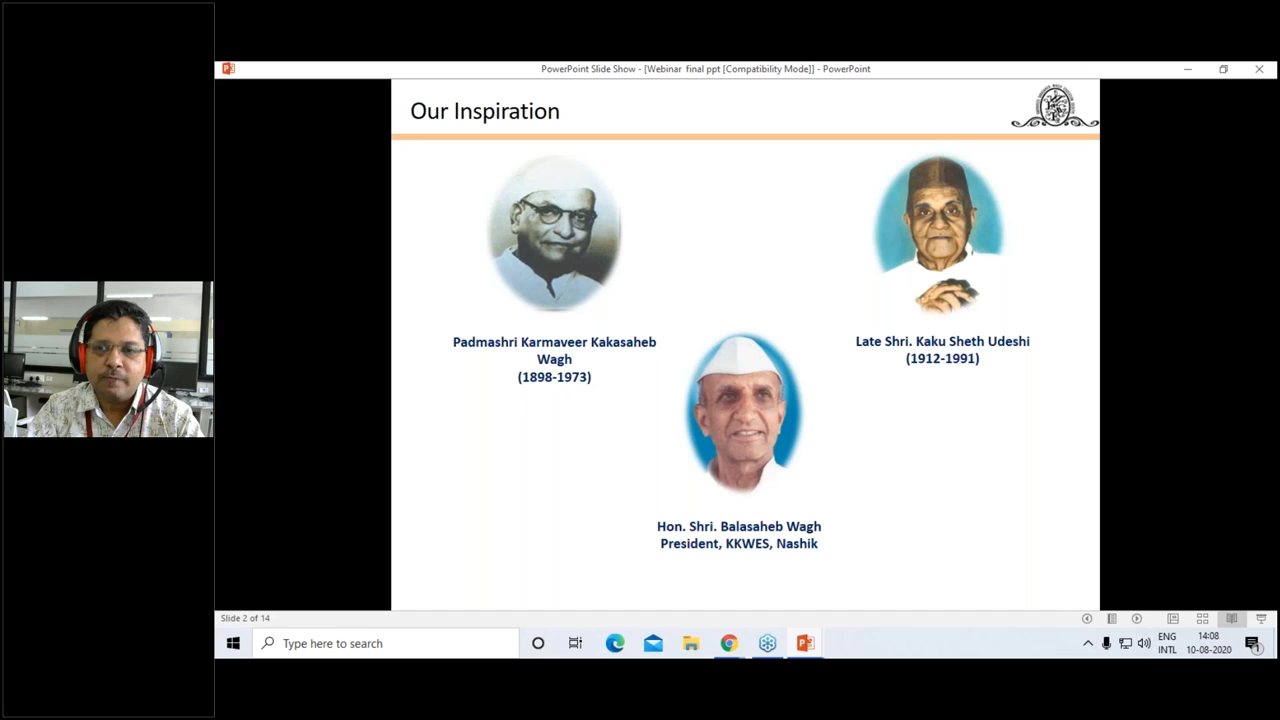 PowerPoint Slide Show - [Webinar final ppt [Compatibility Mode]] - PowerPoint
Our Inspiration
Padmashri Karmaveer Kakasaheb
Wagh
(1898-1973)
Late Shri. Kaku Sheth Udeshi
(1912-1991)
Hon. Shri. Balasaheb Wagh
President, KKWES, Nashik
Slide 2 of 14
Type here to search
ENG
INTL
14:08
10-08-2020
1